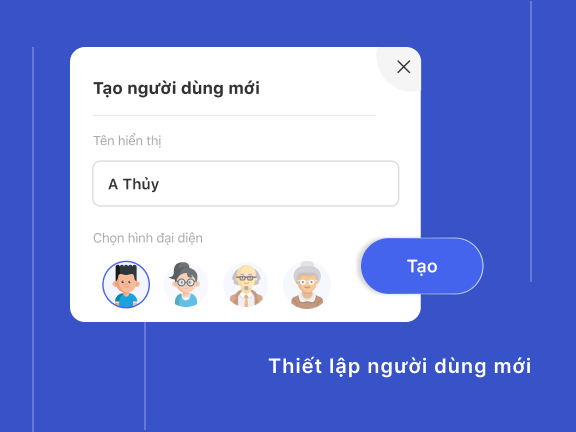 Tạo người dùng mới
Tên hiển thị
A Thủy
Chọn hình đại diện
Tạo
Thiết lập người dùng mới